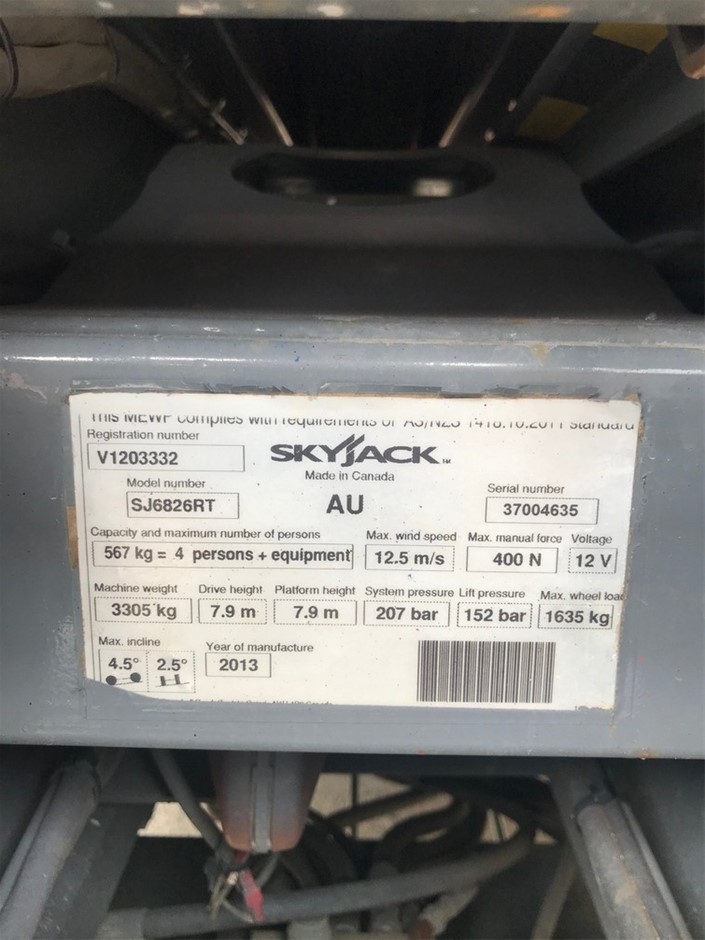 This MEWP complies with requirements of AS/NZS 1418.10.2011 standard
Registration number
V1203332
SKYJACK™
Made in Canada
Model number
SJ6826RT
AU
Serial number
37004635
Capacity and maximum number of persons
567 kg = 4 persons + equipment
Max. wind speed
12.5 m/s
Max. manual force
400 N
Voltage
12 V
Machine weight
3305 kg
Drive height
7.9 m
Platform height
7.9 m
System pressure
207 bar
Lift pressure
152 bar
Max. wheel load
1635 kg
Max. incline
4.5° 2.5°
Year of manufacture
2013